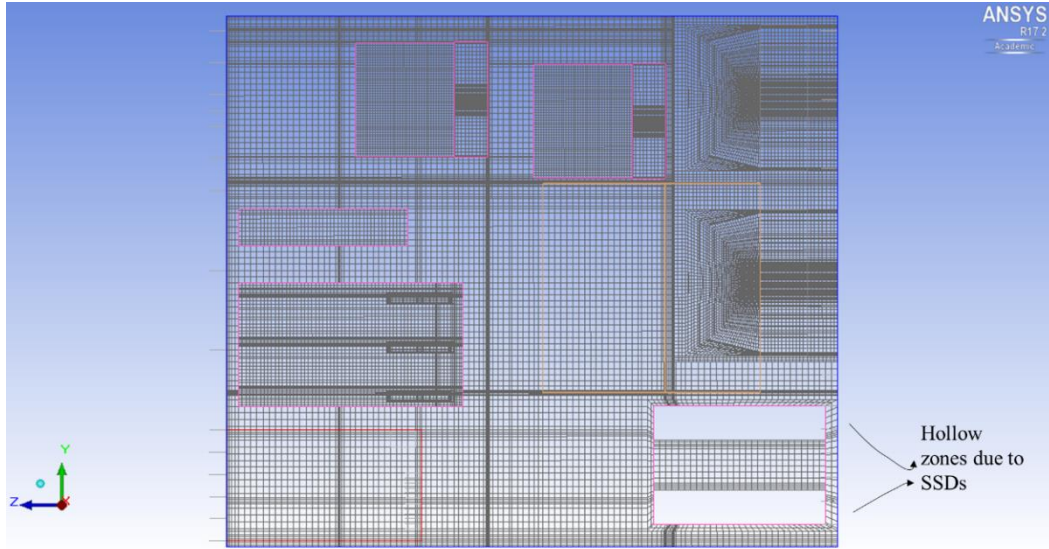 ANSYS
R17.2
Academic
Hollow
zones due to
SSDs
Y
Z
X